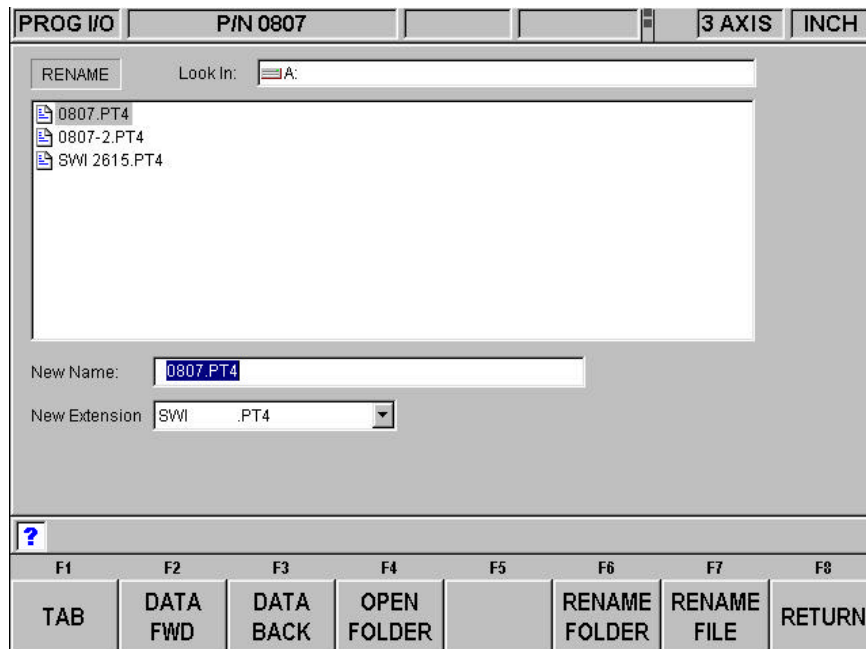 PROG I/O P/N 0807 3 AXIS INCH
RENAME Look In: A:
0807.PT4
0807-2.PT4
SWI 2615.PT4
New Name: 0807.PT4
New Extension SWI .PT4
?
F1 F2 F3 F4 F5 F6 F7 F8
TAB DATA FWD DATA BACK OPEN FOLDER RENAME FOLDER RENAME FILE RETURN